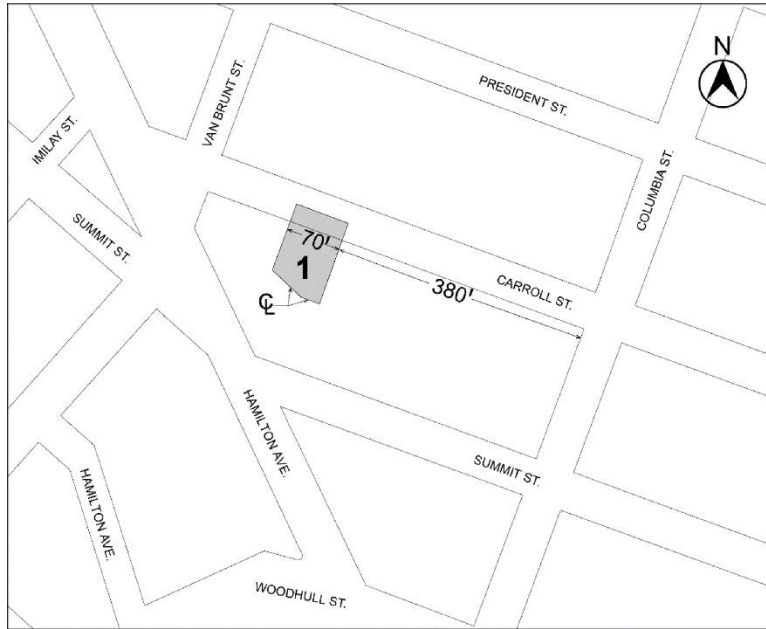 N
PRESIDENT ST.
VAN BRUNT ST.
IMILAY ST.
COLUMBIA ST.
SUMMIT ST.
70'
1
CARROLL ST.
380'
℄
HAMILTON AVE.
SUMMIT ST.
HAMILTON AVE.
WOODHULL ST.